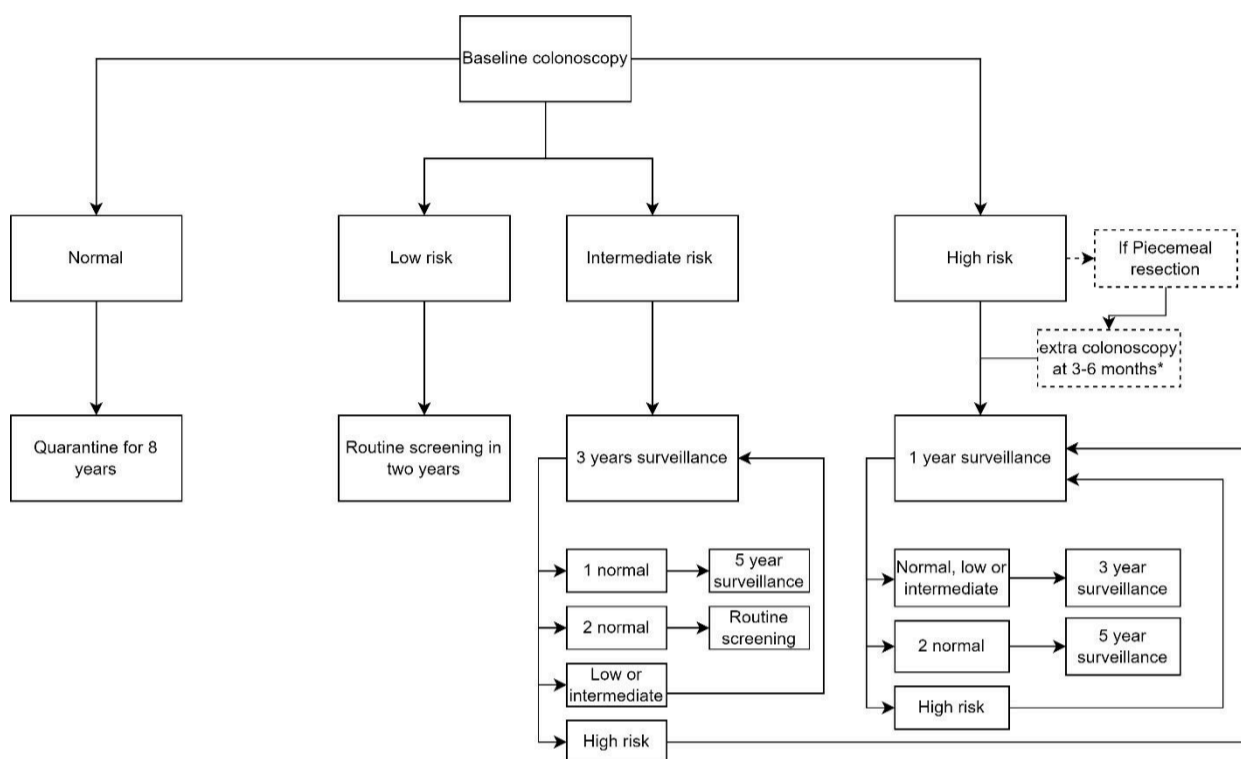 Baseline colonoscopy
Normal
Low risk
Intermediate risk
High risk
If Piecemeal
resection
extra colonoscopy
at 3-6 months*
Quarantine for 8
years
Routine screening in
two years
3 years surveillance
1 year surveillance
1 normal
5 year
surveillance
2 normal
Routine
screening
Low or
intermediate
High risk
Normal, low or
intermediate
3 year
surveillance
2 normal
5 year
surveillance
High risk